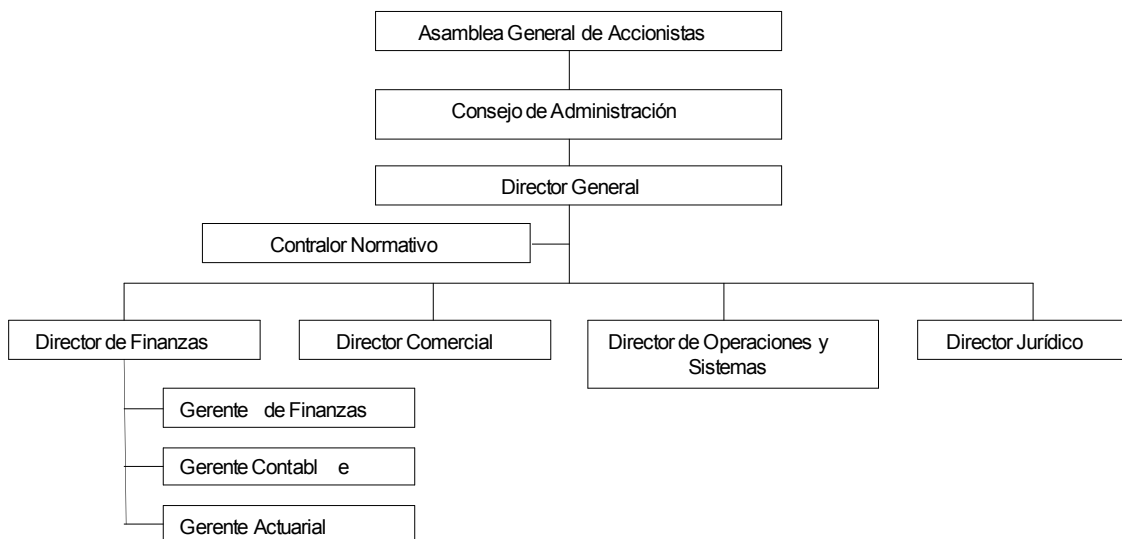 Asamblea General de Accionistas
Consejo de Administración
Director General
Contralor Normativo
Director de Finanzas
Director Comercial
Director de Operaciones y
Sistemas
Director Jurídico
Gerente de Finanzas
Gerente Contabl e
Gerente Actuarial